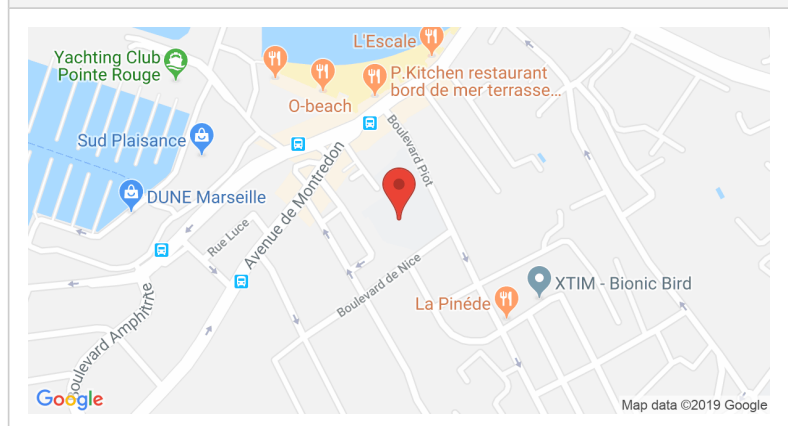 L'Escale
Yachting Club
Pointe Rouge
P.Kitchen restaurant
bord de mer terrasse...
O-beach
Boulevard Piot
Sud Plaisance
DUNE Marseille
Avenue de Montredon
Rue Luce
Boulevard de Nice
XTIM - Bionic Bird
La Pinéde
Boulevard Amphitrite
Google
Map data ©2019 Google